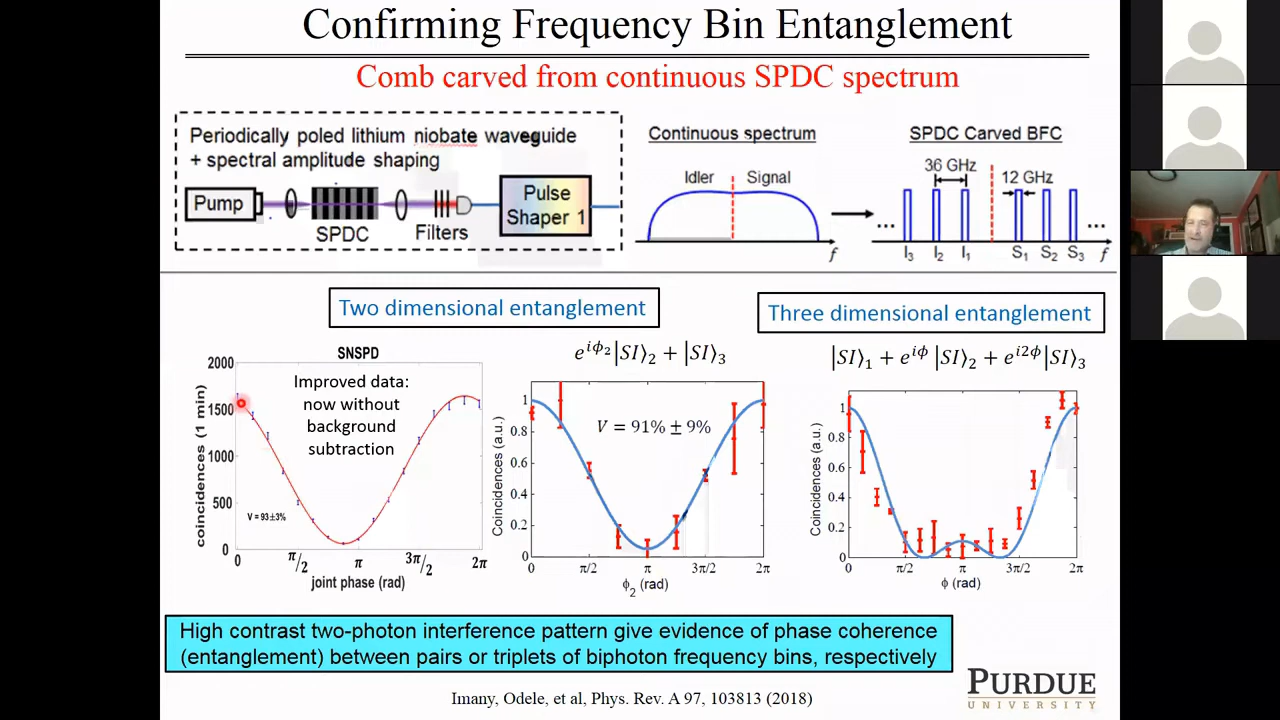 Confirming Frequency Bin Entanglement
Comb carved from continuous SPDC spectrum
Periodically poled lithium niobate waveguide
+ spectral amplitude shaping
Pump
SPDC
Filters
Pulse
Shaper 1
Continuous spectrum
Idler
Signal
f
SPDC Carved BFC
36 GHz
12 GHz
...
...
I₃
I₂
I₁
S₁
S₂
S₃
f
Two dimensional entanglement
Three dimensional entanglement
SNSPD
Improved data:
now without
background
subtraction
coincidences (1 min)
2000
1500
1000
500
0
V = 93±3%
0
π/2
π
3π/2
2π
joint phase (rad)
e^{iϕ₂}|SI⟩₂ + |SI⟩₃
V = 91% ± 9%
Coincidences (a.u.)
1
0.8
0.6
0.4
0.2
0
0
π/2
π
3π/2
2π
ϕ₂ (rad)
|SI⟩₁ + e^{iϕ} |SI⟩₂ + e^{i2ϕ}|SI⟩₃
Coincidences (a.u.)
1
0.8
0.6
0.4
0.2
0
0
π/2
π
3π/2
2π
ϕ (rad)
High contrast two-photon interference pattern give evidence of phase coherence
(entanglement) between pairs or triplets of biphoton frequency bins, respectively
Imany, Odele, et al, Phys. Rev. A 97, 103813 (2018)
PURDUE
UNIVERSITY